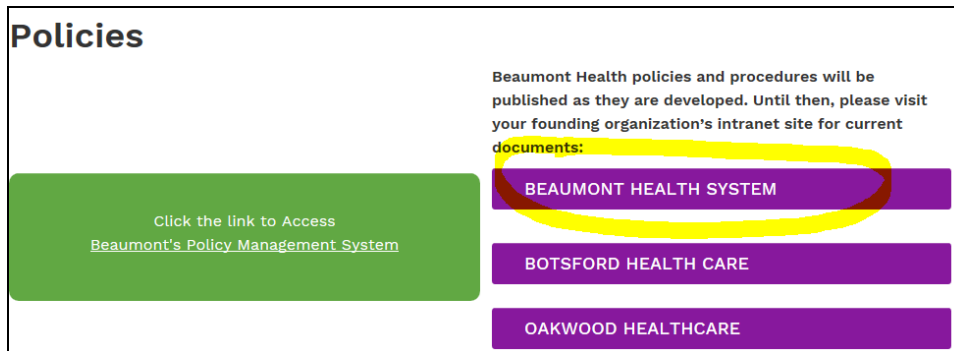 Policies
Beaumont Health policies and procedures will be
published as they are developed. Until then, please visit
your founding organization's intranet site for current
documents:
Click the link to Access
Beaumont's Policy Management System
BEAUMONT HEALTH SYSTEM
BOTSFORD HEALTH CARE
OAKWOOD HEALTHCARE